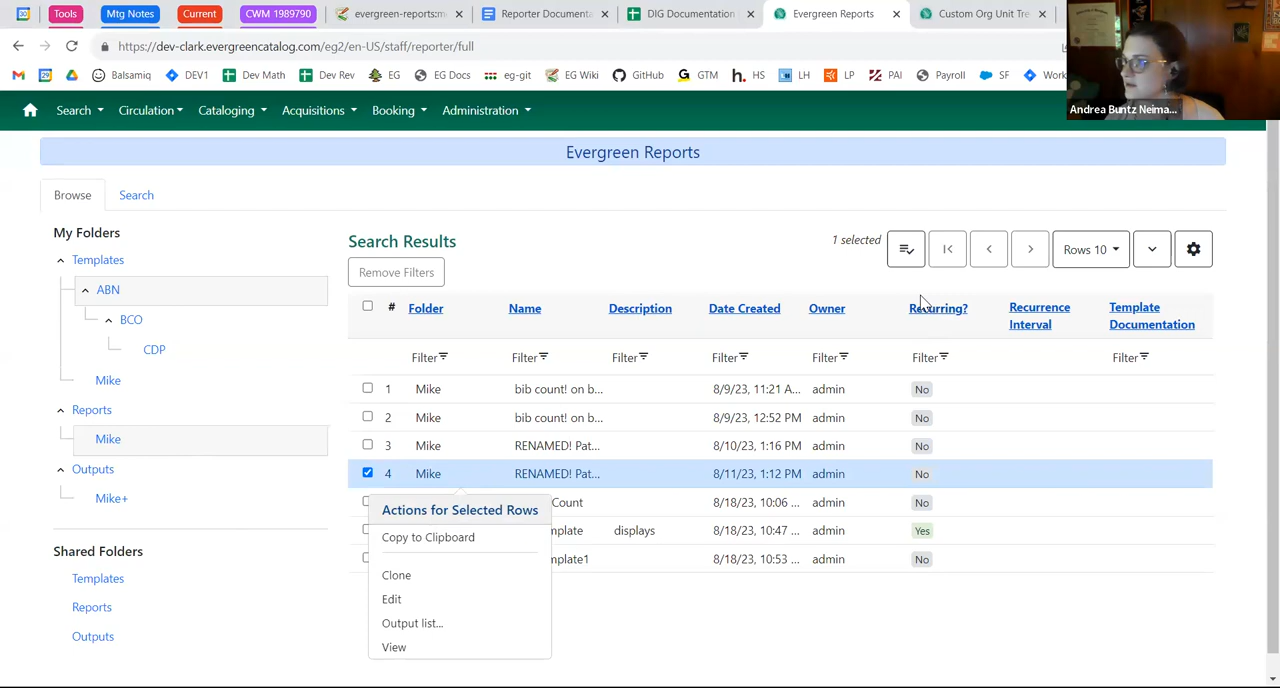 Tools
Mtg Notes
Current
CWM 1989790
evergreen-reports:m
Reporter Documenta
DIG Documentation
Evergreen Reports
Custom Org Unit Tre
https://dev-clark.evergreencatalog.com/eg2/en-US/staff/reporter/full
Balsamiq
DEV1
Dev Math
Dev Rev
EG
EG Docs
eg-git
EG Wiki
GitHub
GTM
HS
LH
LP
PAI
Payroll
SF
Work
Andrea Buntz Neima...
Search
Circulation
Cataloging
Acquisitions
Booking
Administration
Evergreen Reports
Browse
Search
My Folders
Templates
ABN
BCO
CDP
Mike
Reports
Mike
Outputs
Mike+
Shared Folders
Templates
Reports
Outputs
Search Results
1 selected
Rows 10
Remove Filters
# Folder Name Description Date Created Owner Recurring? Recurrence Interval Template Documentation
Filter Filter Filter Filter Filter Filter Filter
1 Mike bib count! on b... 8/9/23, 11:21 A... admin No
2 Mike bib count! on b... 8/9/23, 12:52 PM admin No
3 Mike RENAMED! Pat... 8/10/23, 1:16 PM admin No
4 Mike RENAMED! Pat... 8/11/23, 1:12 PM admin No
Count 8/18/23, 10:06 ... admin No
mplate displays 8/18/23, 10:47 ... admin Yes
mplate1 8/18/23, 10:53 ... admin No
Actions for Selected Rows
Copy to Clipboard
Clone
Edit
Output list...
View